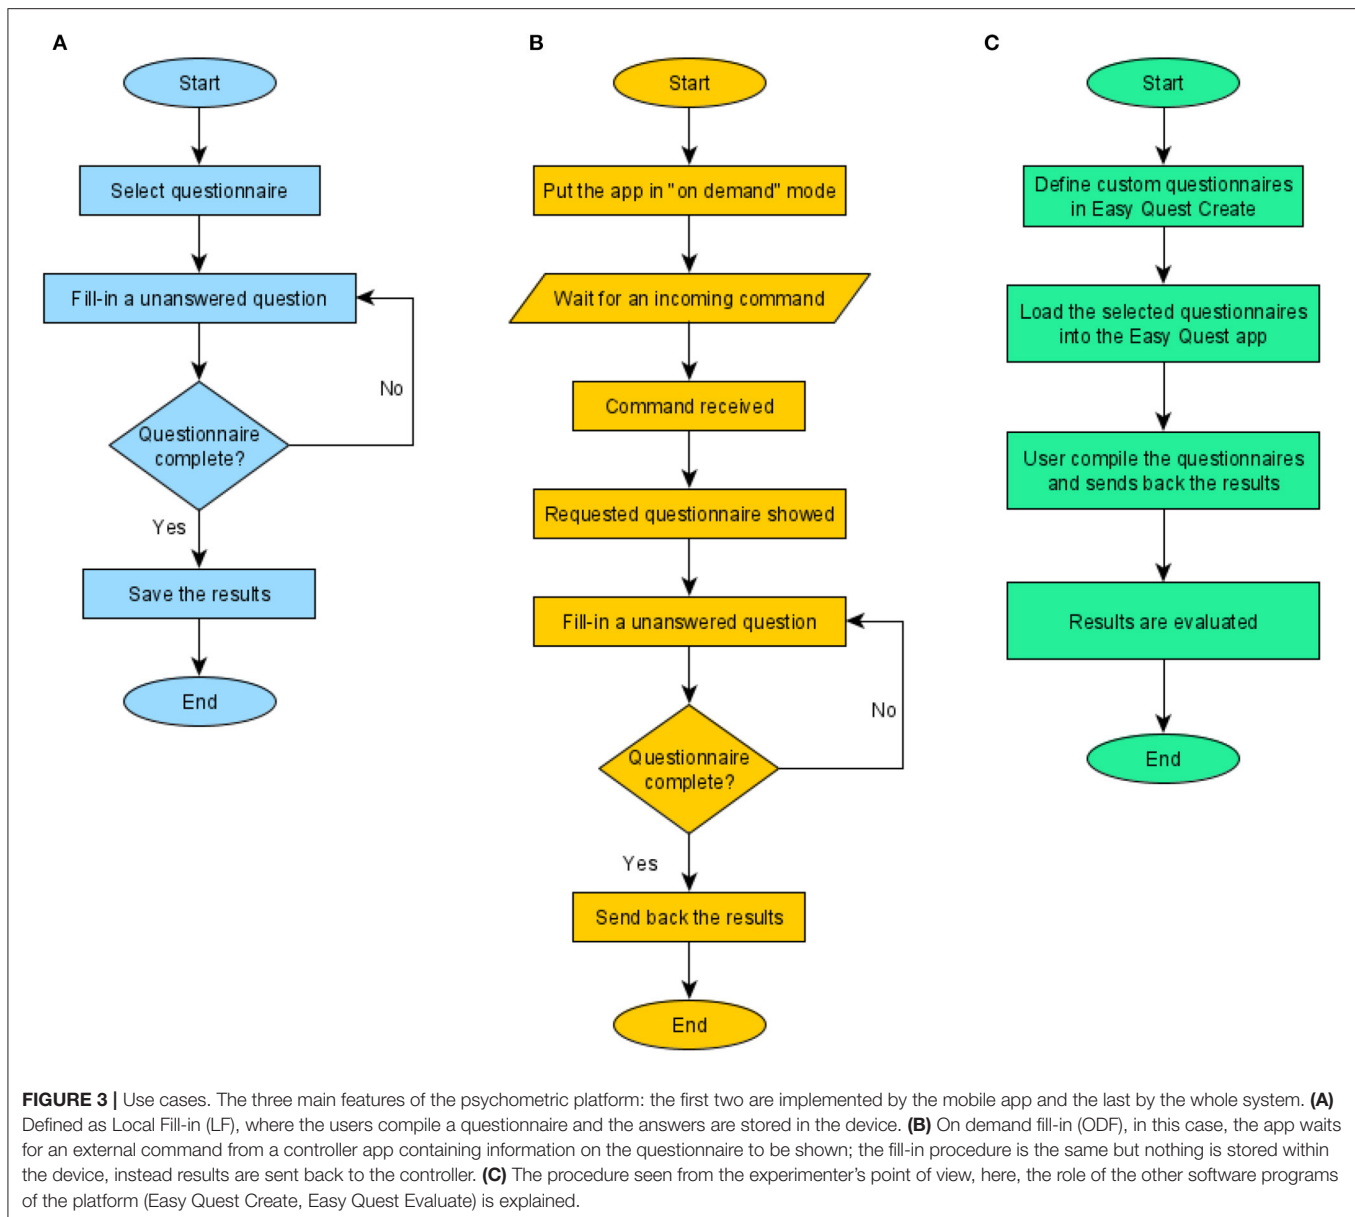 A
Start
Select questionnaire
Fill-in a unanswered question
No
Questionnaire
complete?
Yes
Save the results
End
B
Start
Put the app in "on demand" mode
Wait for an incoming command
Command received
Requested questionnaire showed
Fill-in a unanswered question
No
Questionnaire
complete?
Yes
Send back the results
End
C
Start
Define custom questionnaires
in Easy Quest Create
Load the selected questionnaires
into the Easy Quest app
User compile the questionnaires
and sends back the results
Results are evaluated
End
FIGURE 3 | Use cases. The three main features of the psychometric platform: the first two are implemented by the mobile app and the last by the whole system. (A)
Defined as Local Fill-in (LF), where the users compile a questionnaire and the answers are stored in the device. (B) On demand fill-in (ODF), in this case, the app waits
for an external command from a controller app containing information on the questionnaire to be shown; the fill-in procedure is the same but nothing is stored within
the device, instead results are sent back to the controller. (C) The procedure seen from the experimenter's point of view, here, the role of the other software programs
of the platform (Easy Quest Create, Easy Quest Evaluate) is explained.